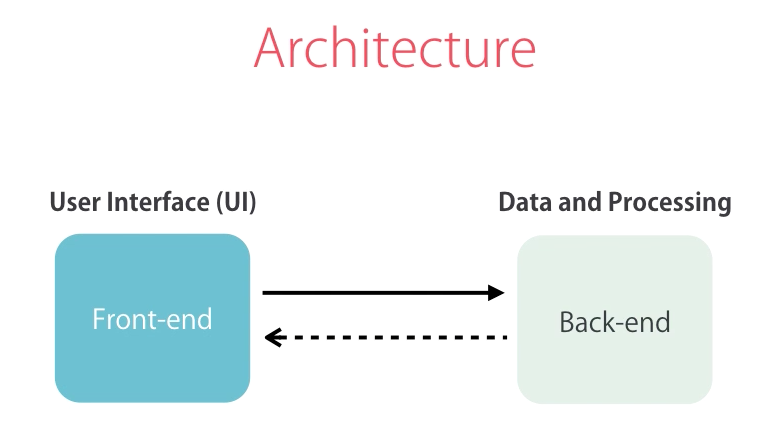 Architecture
User Interface (UI)
Data and Processing
Front-end
Back-end